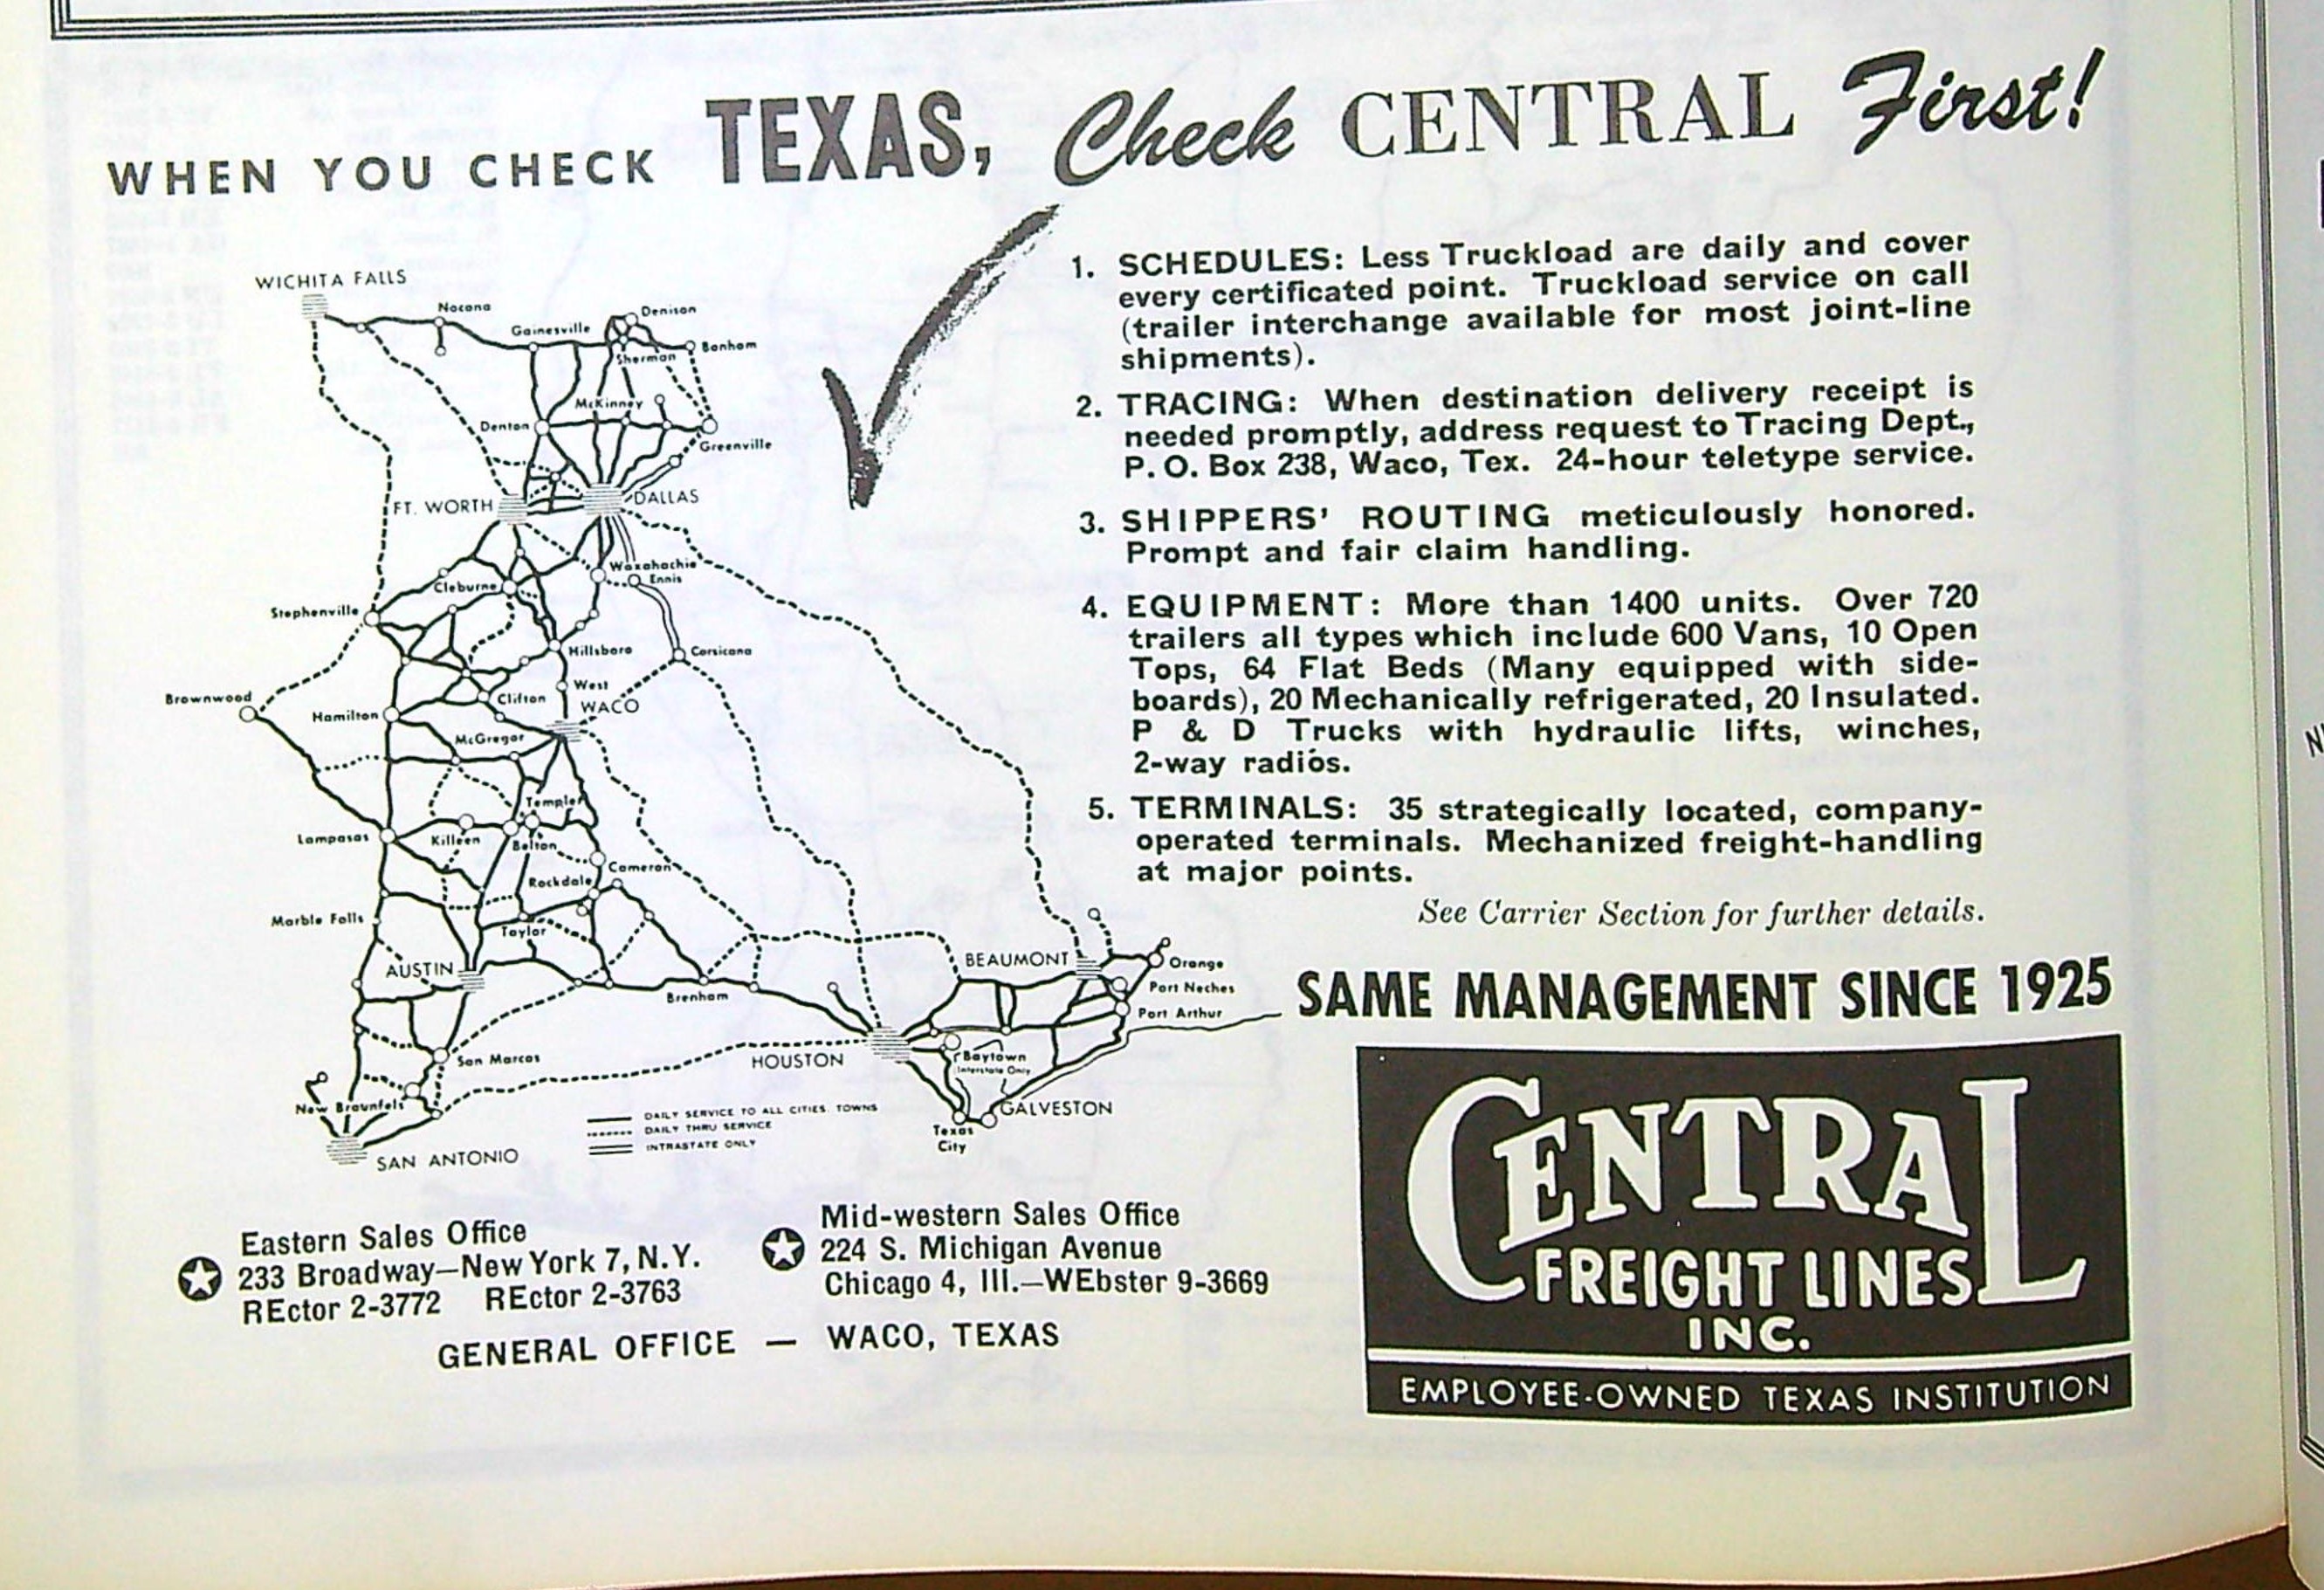 WHEN YOU CHECK TEXAS, Check CENTRAL First!
1. SCHEDULES: Less Truckload are daily and cover
every certificated point. Truckload service on call
(trailer interchange available for most joint-line
shipments).
2. TRACING: When destination delivery receipt is
needed promptly, address request to Tracing Dept.,
P. O. Box 238, Waco, Tex. 24-hour teletype service.
3. SHIPPERS' ROUTING meticulously honored.
Prompt and fair claim handling.
4. EQUIPMENT: More than 1400 units. Over 720
trailers all types which include 600 Vans, 10 Open
Tops, 64 Flat Beds (Many equipped with side-
boards), 20 Mechanically refrigerated, 20 Insulated.
P & D Trucks with hydraulic lifts, winches,
2-way radios.
5. TERMINALS: 35 strategically located, company-
operated terminals. Mechanized freight-handling
at major points.
See Carrier Section for further details.
WICHITA FALLS
Nocona
Denison
Gainesville
Sherman
Bonham
McKinney
Denton
Greenville
FT. WORTH
DALLAS
Waxahachie
Ennis
Cleburne
Stephenville
Hillsboro
Corsicana
West
Brownwood
Clifton
WACO
Hamilton
McGregor
Temple
Lampasas
Killeen
Belton
Cameron
Rockdale
Marble Falls
Taylor
AUSTIN
BEAUMONT
Orange
Port Neches
Brenham
Port Arthur
San Marcos
HOUSTON
Baytown
(Interstate Only
New Braunfels
GALVESTON
Texas
City
SAN ANTONIO
DAILY SERVICE TO ALL CITIES. TOWNS
DAILY THRU SERVICE
INTRASTATE ONLY
SAME MANAGEMENT SINCE 1925
CENTRAL
FREIGHT LINES
INC.
EMPLOYEE-OWNED TEXAS INSTITUTION
Eastern Sales Office
233 Broadway—New York 7, N.Y.
REctor 2-3772 REctor 2-3763
Mid-western Sales Office
224 S. Michigan Avenue
Chicago 4, Ill.—WEbster 9-3669
GENERAL OFFICE — WACO, TEXAS